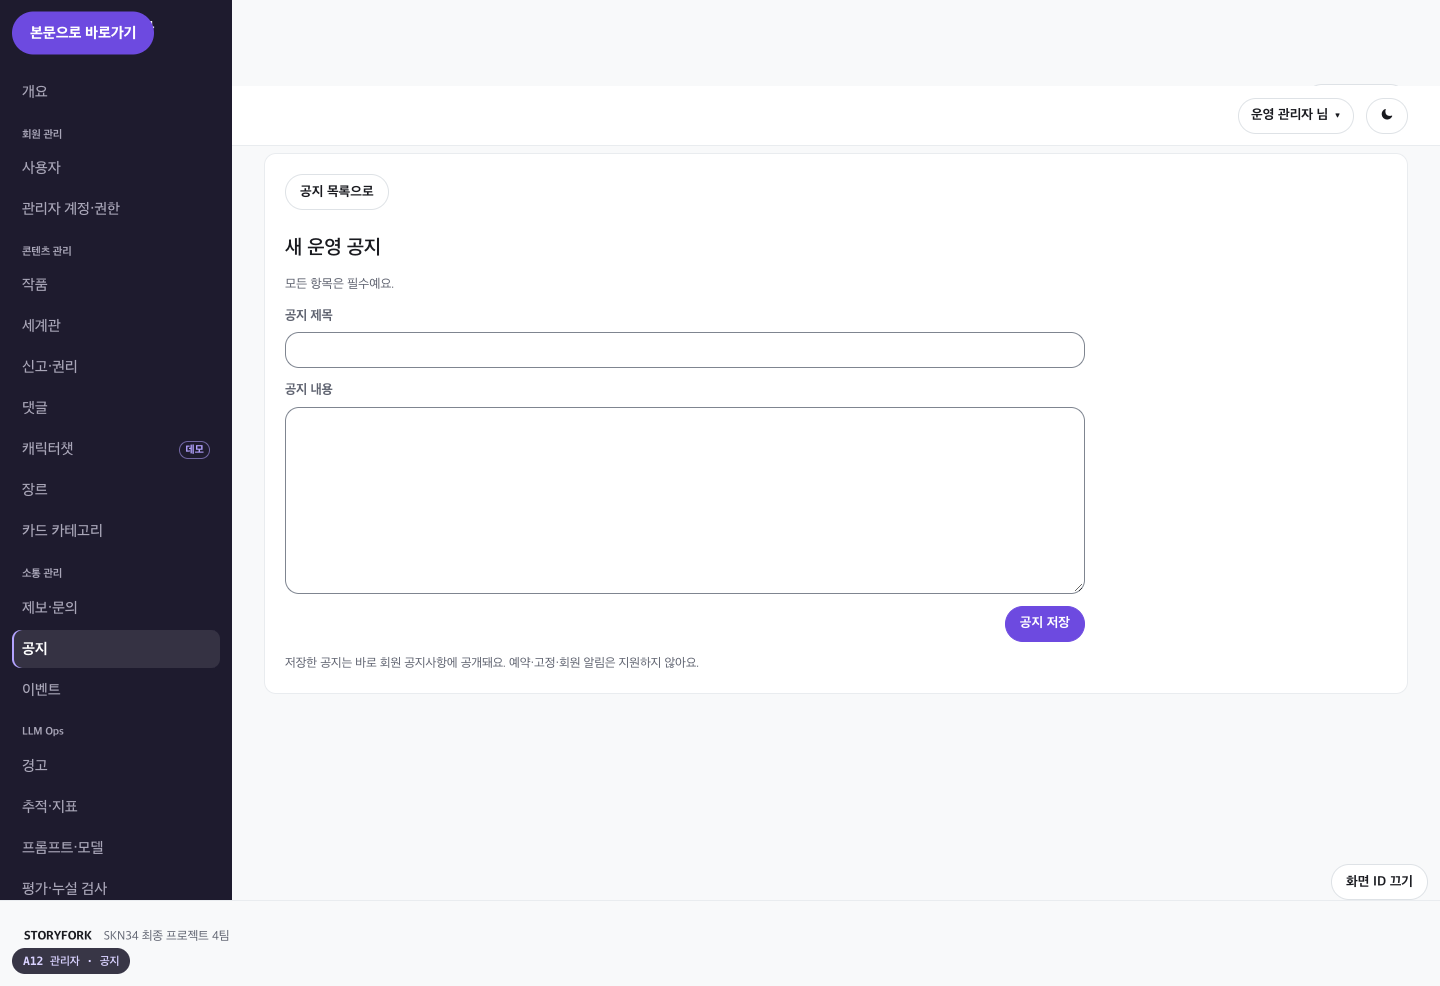 본문으로 바로가기
개요
회원 관리
사용자
관리자 계정·권한
콘텐츠 관리
작품
세계관
신고·권리
댓글
캐릭터챗 데모
장르
카드 카테고리
소통 관리
제보·문의
공지
이벤트
LLM Ops
경고
추적·지표
프롬프트·모델
평가·누설 검사
운영 관리자 님 ▾
공지 목록으로
새 운영 공지
모든 항목은 필수예요.
공지 제목
공지 내용
공지 저장
저장한 공지는 바로 회원 공지사항에 공개돼요. 예약·고정·회원 알림은 지원하지 않아요.
화면 ID 끄기
STORYFORK SKN34 최종 프로젝트 4팀
A12 관리자 · 공지